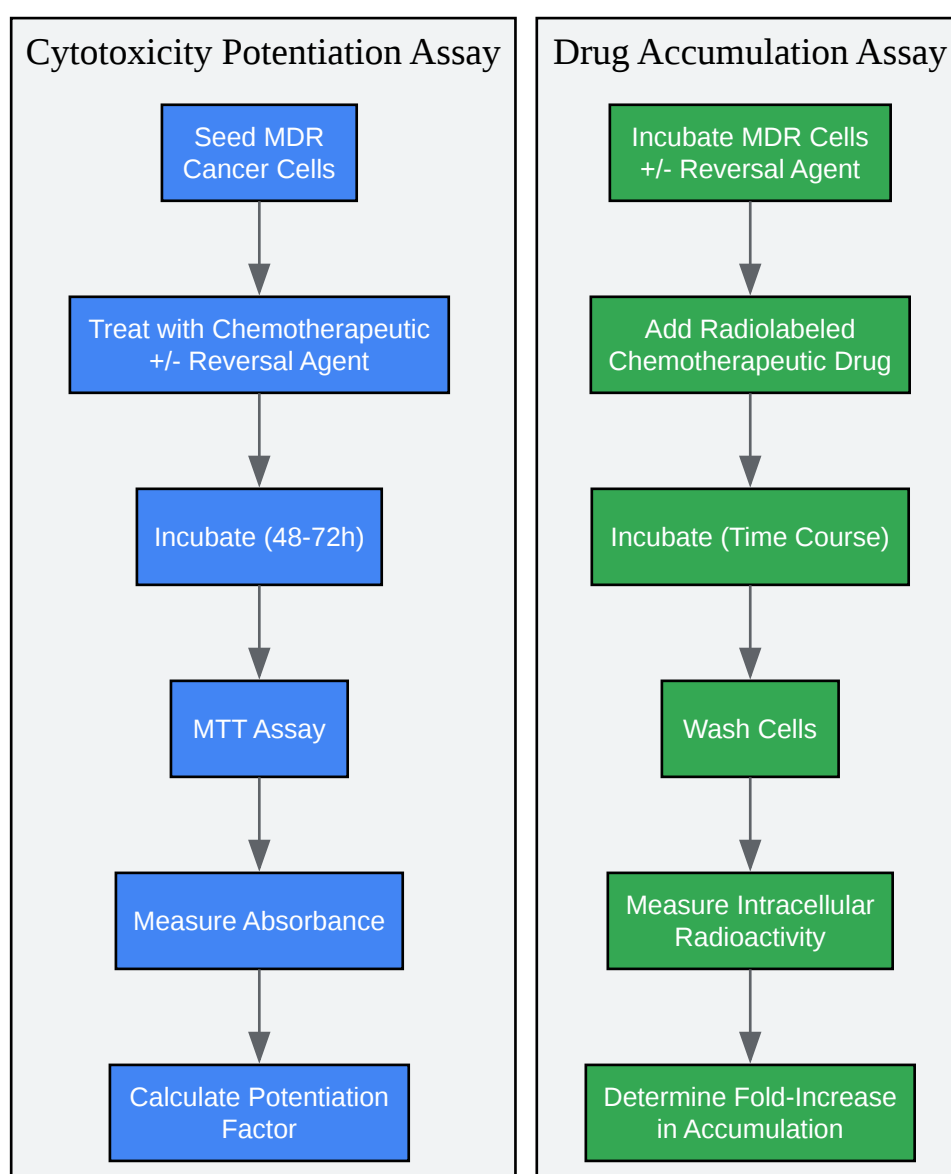 Cytotoxicity Potentiation Assay
Seed MDR
Cancer Cells
Treat with Chemotherapeutic
+/- Reversal Agent
Incubate (48-72h)
MTT Assay
Measure Absorbance
Calculate Potentiation
Factor
Drug Accumulation Assay
Incubate MDR Cells
+/- Reversal Agent
Add Radiolabeled
Chemotherapeutic Drug
Incubate (Time Course)
Wash Cells
Measure Intracellular
Radioactivity
Determine Fold-Increase
in Accumulation